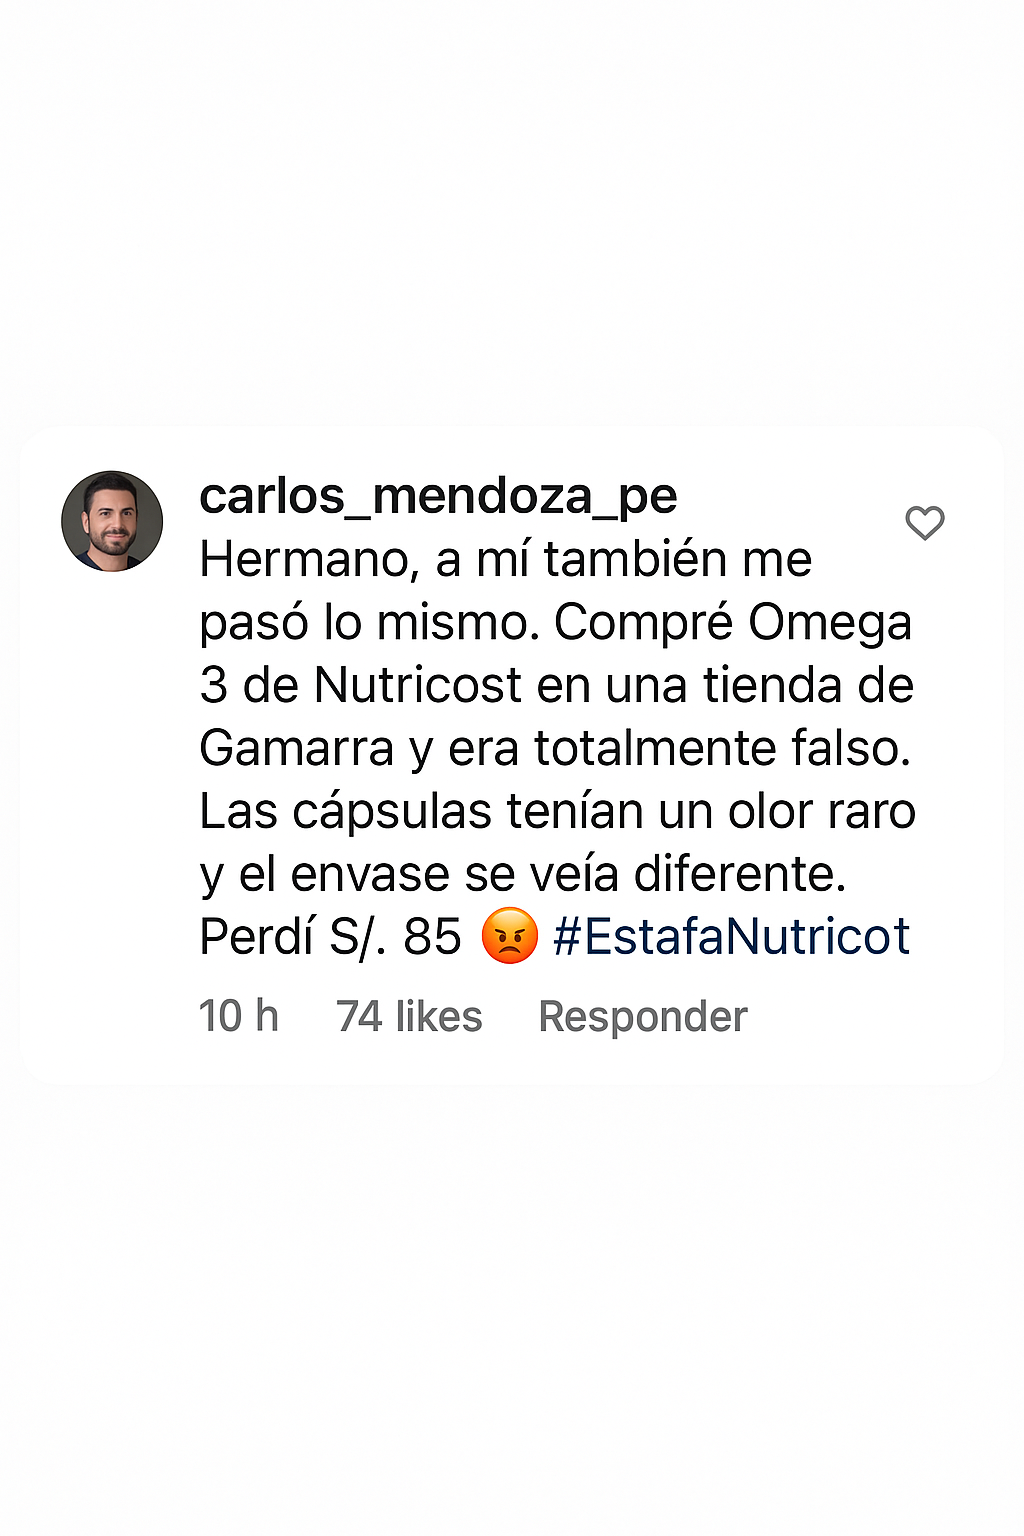 carlos_mendoza_pe
Hermano, a mí también me
pasó lo mismo. Compré Omega
3 de Nutricost en una tienda de
Gamarra y era totalmente falso.
Las cápsulas tenían un olor raro
y el envase se veía diferente.
Perdí S/. 85 😡 #EstafaNutricot
10 h 74 likes Responder